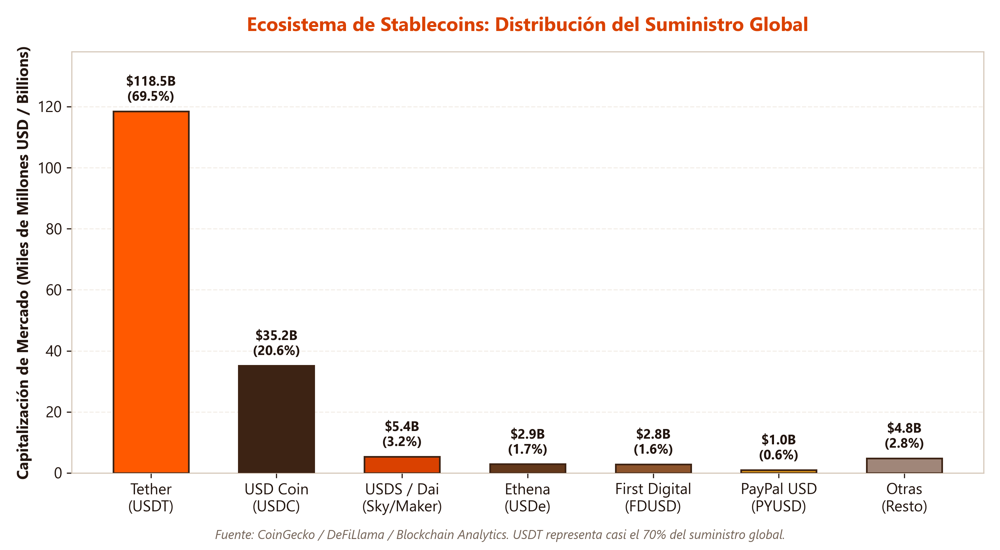 Ecosistema de Stablecoins: Distribución del Suministro Global
Capitalización de Mercado (Miles de Millones USD / Billions)
120
100
80
60
40
20
0
$118.5B
(69.5%)
$35.2B
(20.6%)
$5.4B
(3.2%)
$2.9B
(1.7%)
$2.8B
(1.6%)
$1.0B
(0.6%)
$4.8B
(2.8%)
Tether
(USDT)
USD Coin
(USDC)
USDS / Dai
(Sky/Maker)
Ethena
(USDe)
First Digital
(FDUSD)
PayPal USD
(PYUSD)
Otras
(Resto)
Fuente: CoinGecko / DeFiLlama / Blockchain Analytics. USDT representa casi el 70% del suministro global.